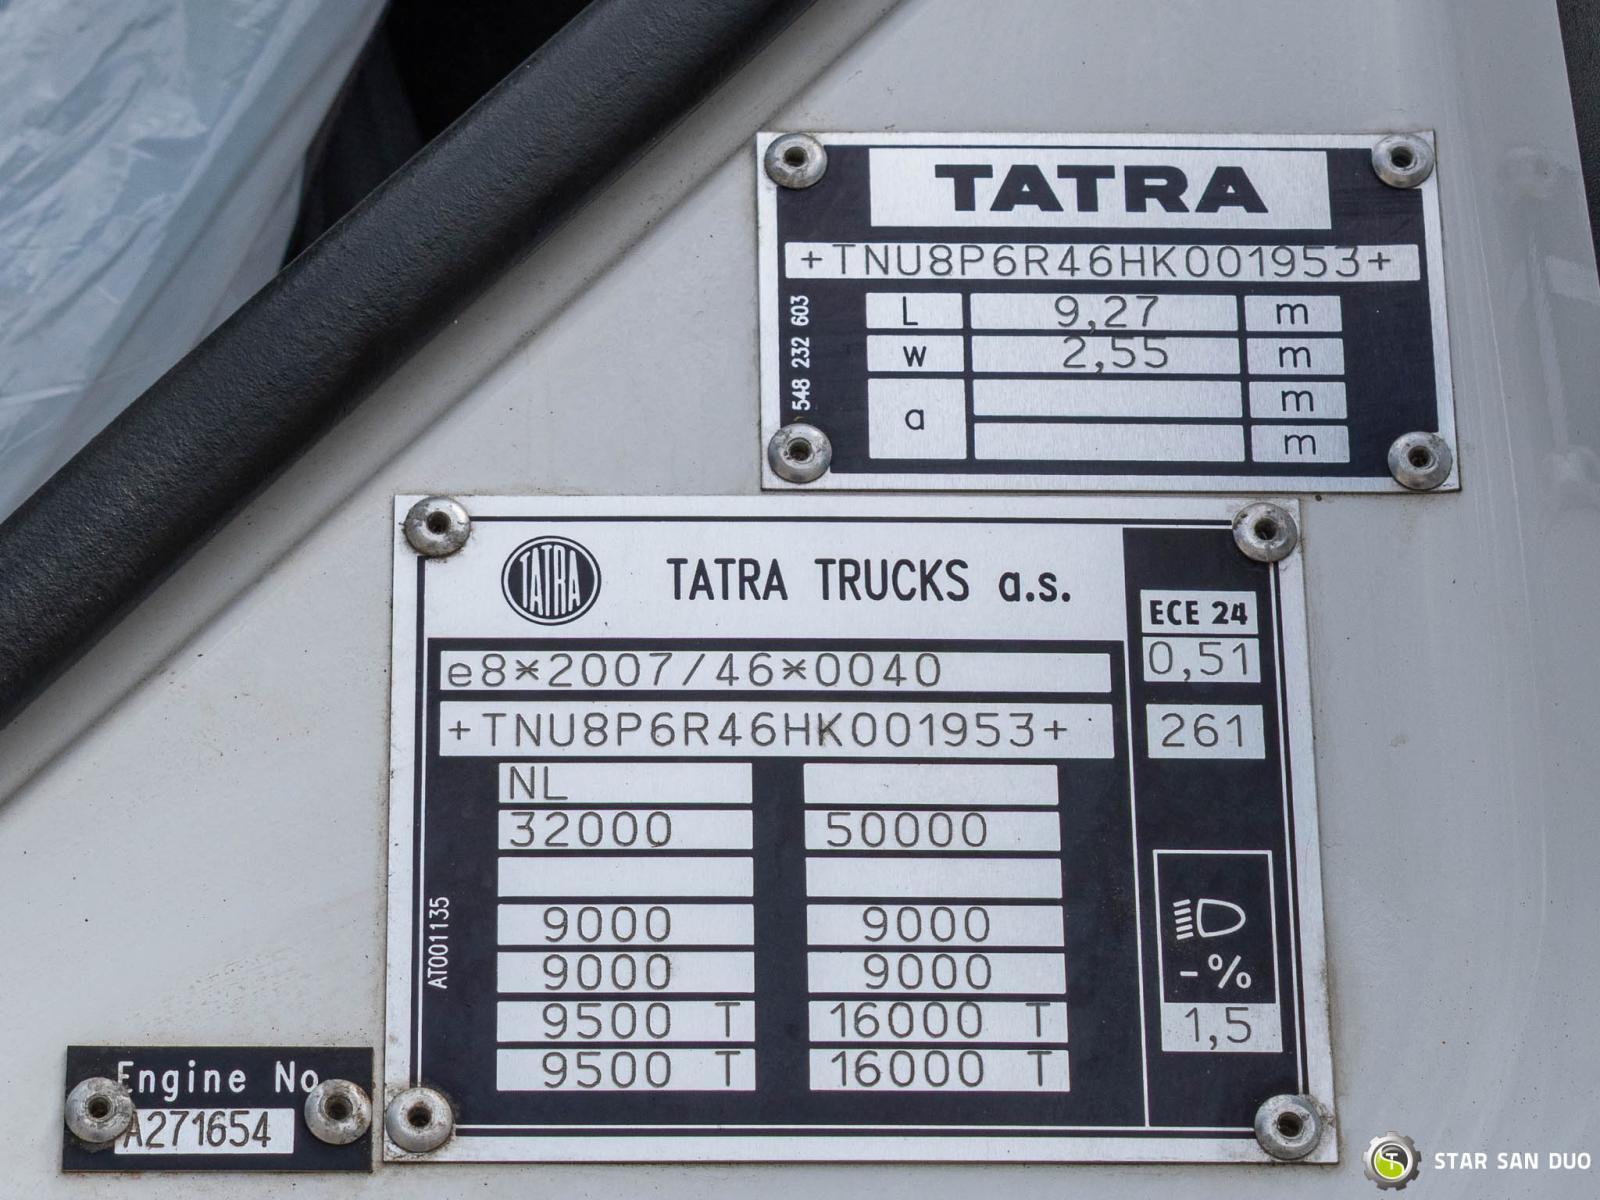 TATRA
+TNU8P6R46HK001953+
L 9,27 m
w 2,55 m
a m
m
548 232 603
TATRA
TATRA TRUCKS a.s.
e8*2007/46*0040
+TNU8P6R46HK001953+
NL
32000 50000
9000 9000
9000 9000
9500 T 16000 T
9500 T 16000 T
AT001135
ECE 24
0,51
261
-%
1,5
Engine No
A271654
STAR SAN DUO